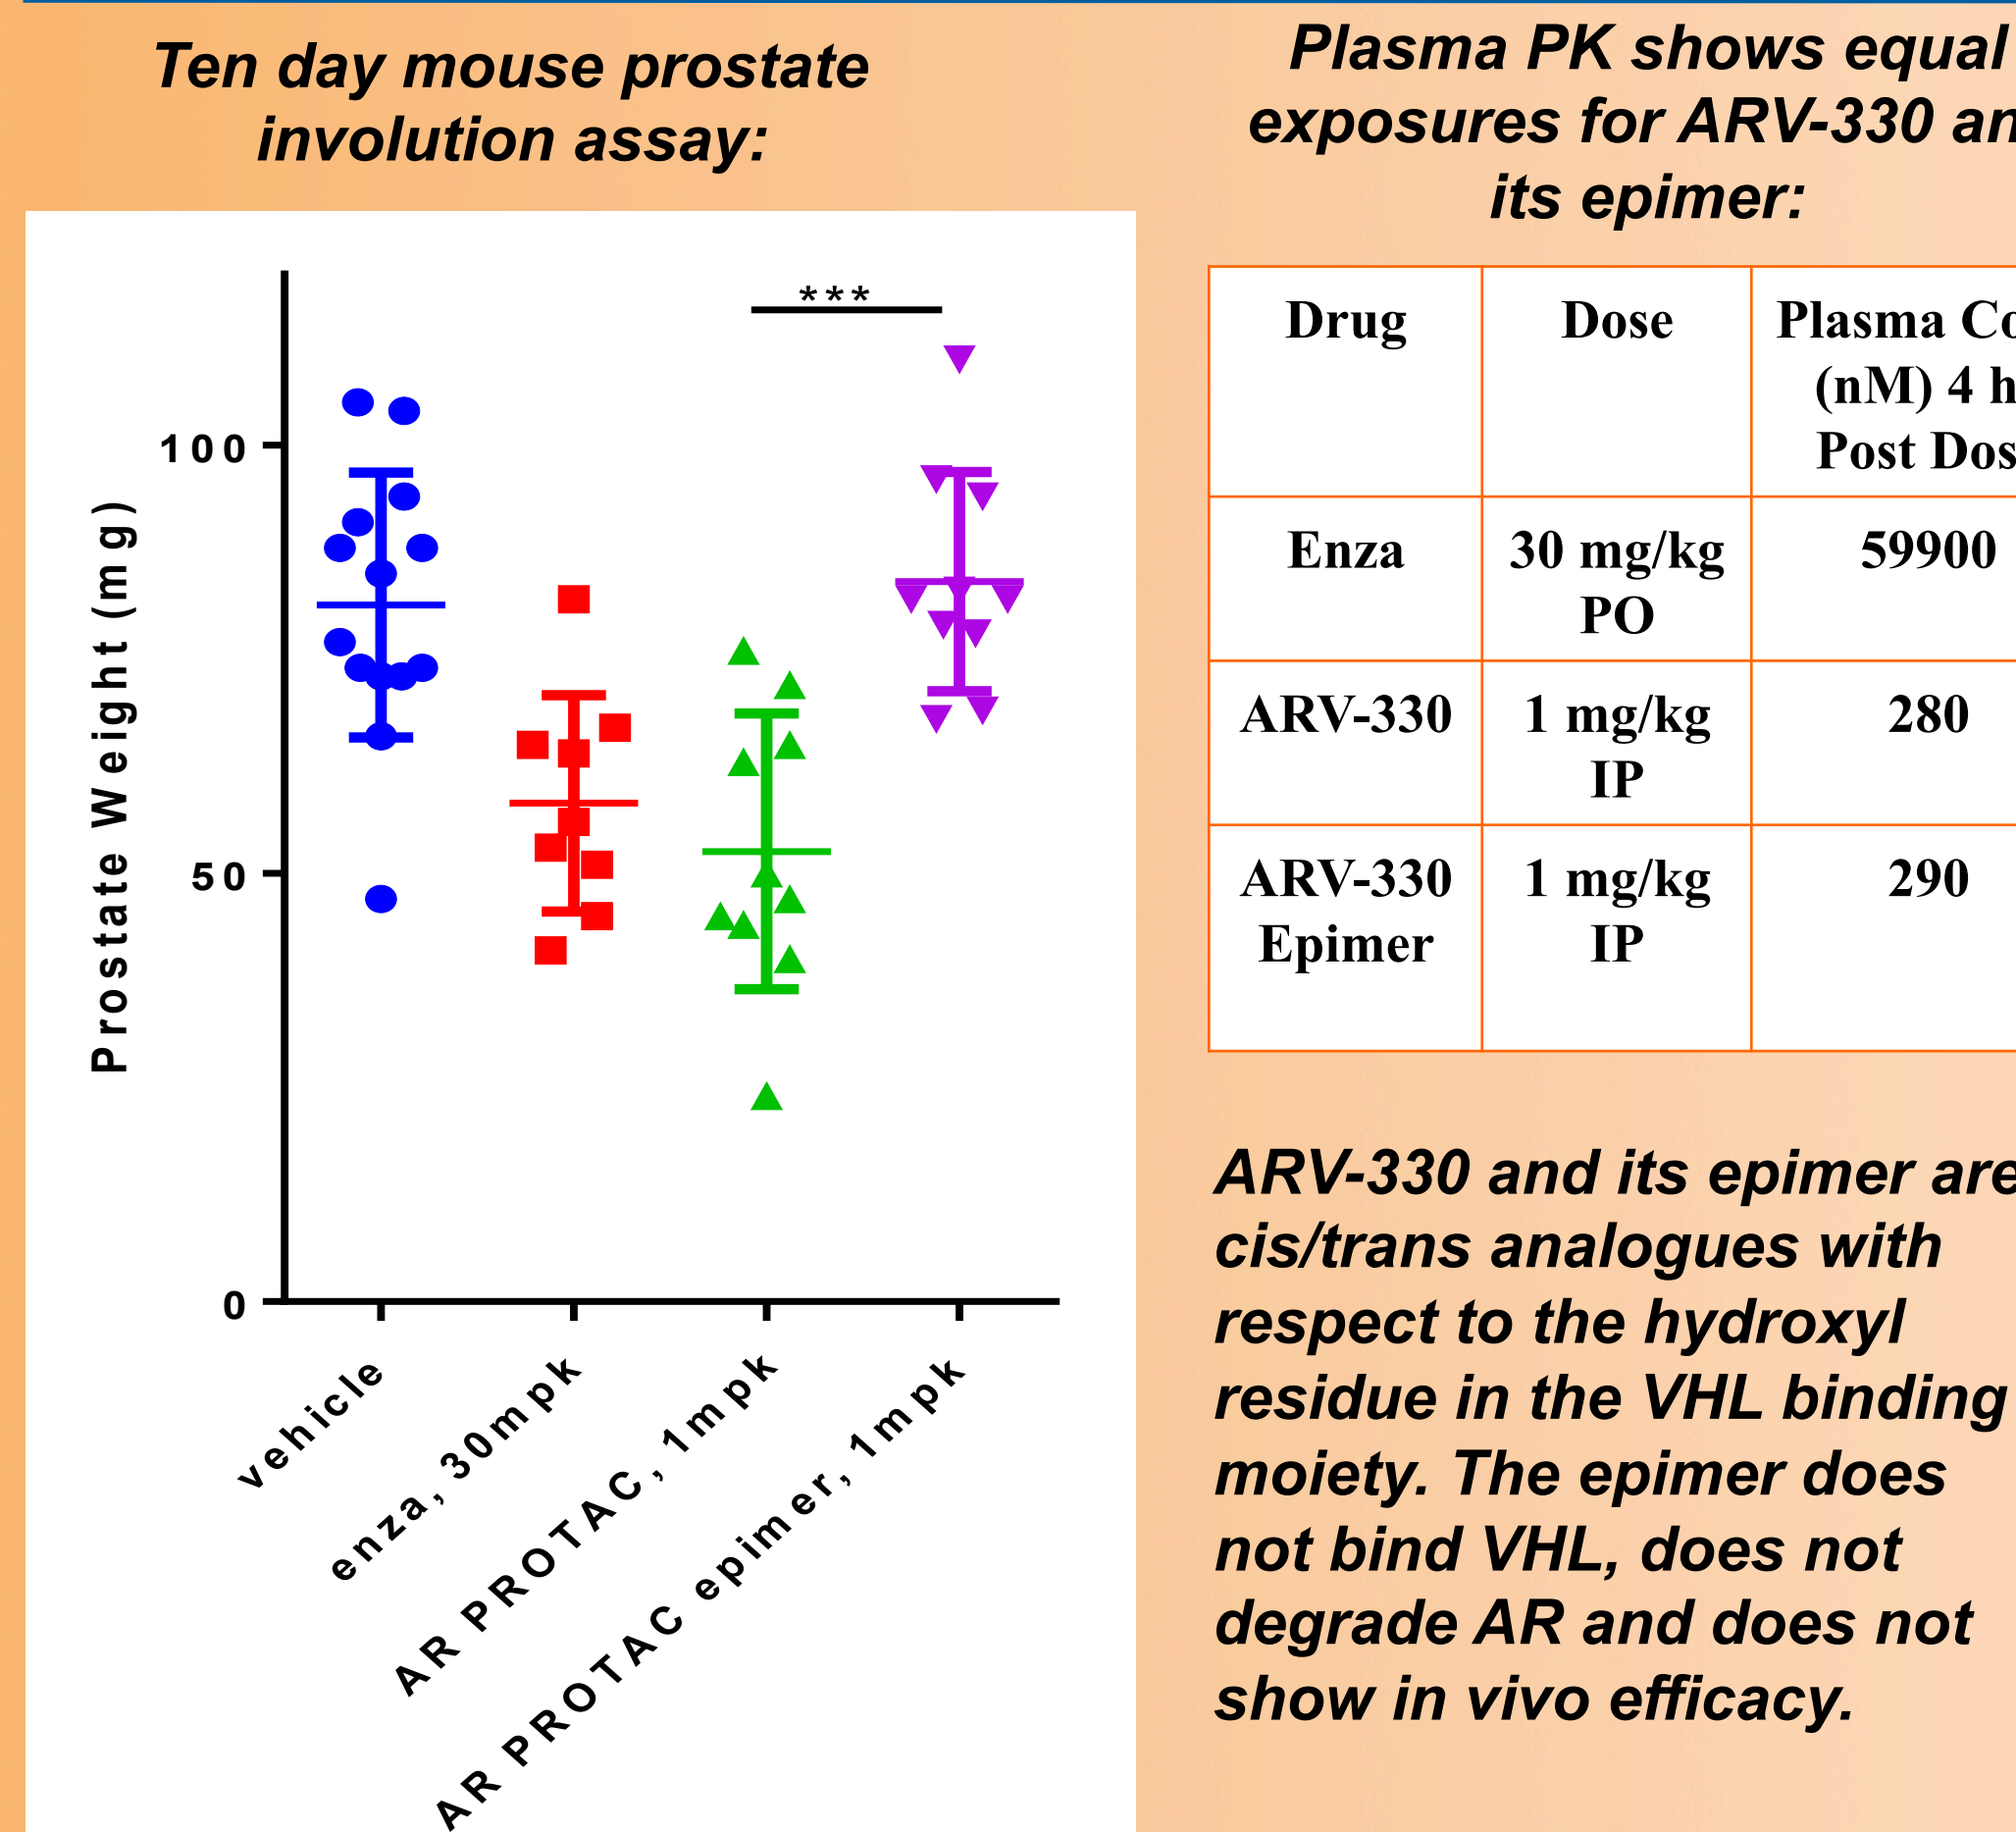 Ten day mouse prostate
involution assay:
***
100
50
0
Prostate Weight (mg)
vehicle
enza, 30mpk
AR PROTAC, 1mpk
AR PROTAC epimer, 1mpk
Plasma PK shows equal
exposures for ARV-330 an
its epimer:
Drug
Dose
Plasma Co
(nM) 4 h
Post Dos
Enza
30 mg/kg
PO
59900
ARV-330
1 mg/kg
IP
280
ARV-330
Epimer
1 mg/kg
IP
290
ARV-330 and its epimer are
cis/trans analogues with
respect to the hydroxyl
residue in the VHL binding
moiety. The epimer does
not bind VHL, does not
degrade AR and does not
show in vivo efficacy.